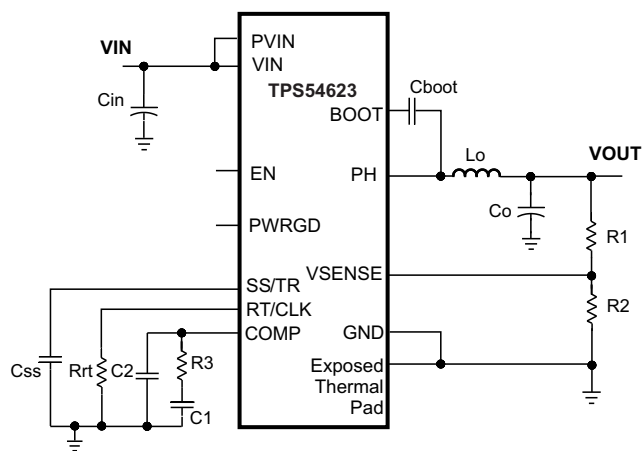 VIN
PVIN
VIN
TPS54623
Cboot
Cin
BOOT
Lo
VOUT
EN
PH
Co
R1
PWRGD
VSENSE
SS/TR
R2
RT/CLK
COMP
GND
Css
Rrt
C2
R3
C1
Exposed
Thermal
Pad